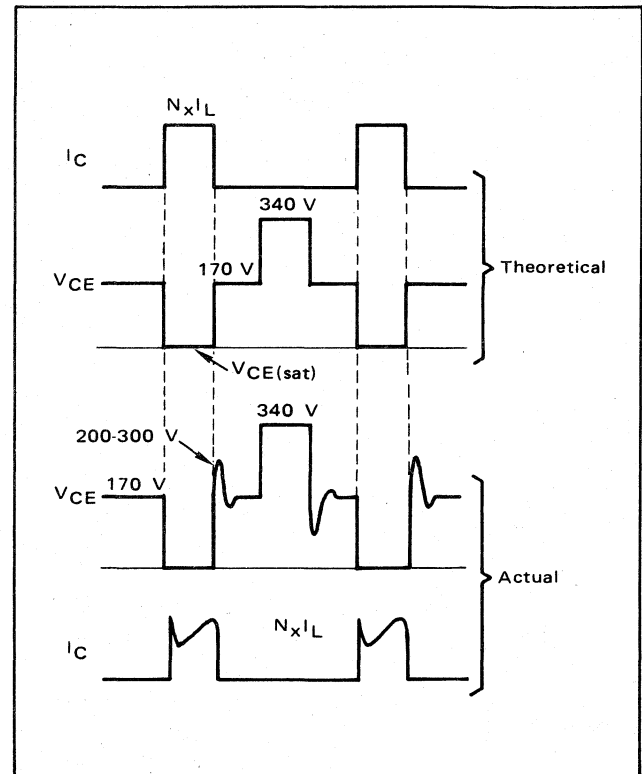 NxIL
IC
340 V
170 V
VCE
Theoretical
VCE(sat)
340 V
200-300 V
170 V
VCE
Actual
NxIL
IC